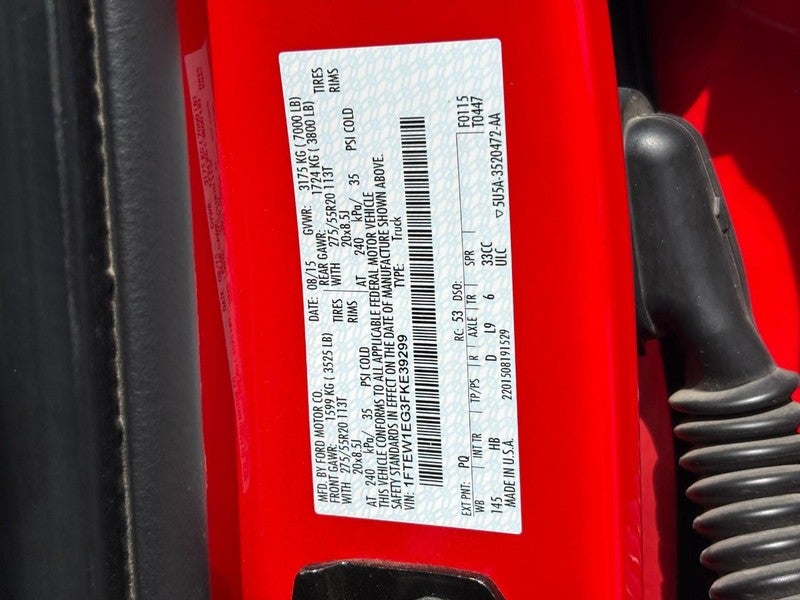 MFD. BY FORD MOTOR CO. DATE: 08/15 GVWR: 3175 KG ( 7000 LB)
FRONT GAWR: 1599 KG ( 3525 LB) REAR GAWR: 1724 KG ( 3800 LB)
WITH 275/55R20 113T TIRES WITH 275/55R20 113T TIRES
20x8.5J RIMS 20x8.5J RIMS
AT 240 kPa/ 35 PSI COLD AT 240 kPa/ 35 PSI COLD
THIS VEHICLE CONFORMS TO ALL APPLICABLE FEDERAL MOTOR VEHICLE
SAFETY STANDARDS IN EFFECT ON THE DATE OF MANUFACTURE SHOWN ABOVE.
VIN: 1FTEW1EG3FKE39299 TYPE: Truck
EXT PNT: PQ RC: 53 DSO: F0115
WB INT TR TP/PS R AXLE TR SPR T0447
145 HB D L9 6 33CC
MADE IN U.S.A. 2201508191529 ULC ▽5U5A-3520472-AA